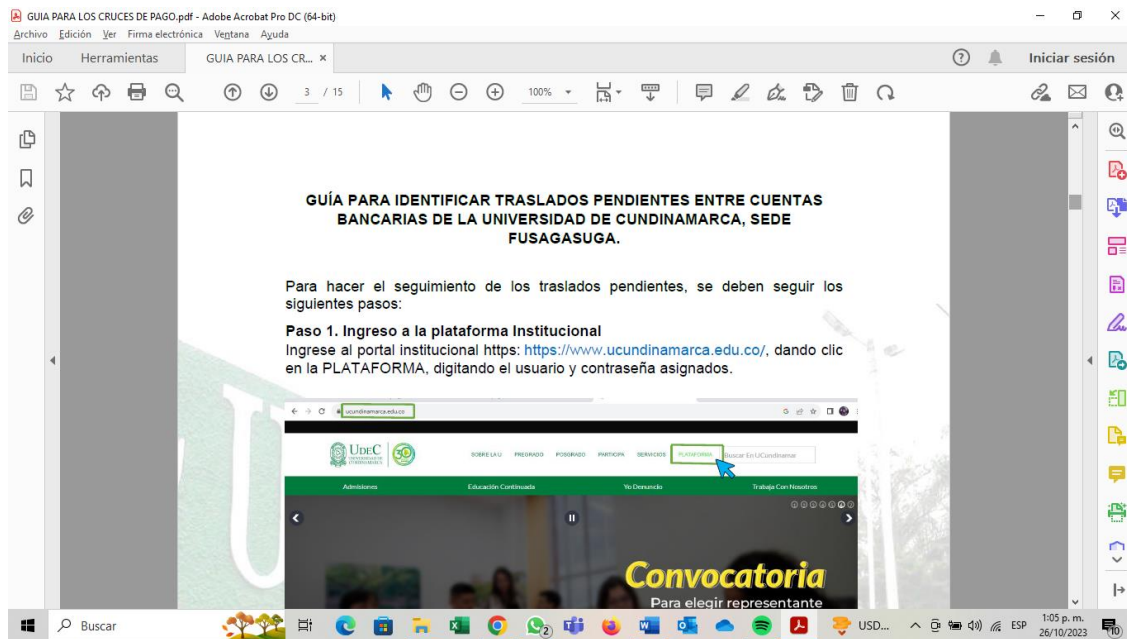 GUIA PARA LOS CRUCES DE PAGO.pdf - Adobe Acrobat Pro DC (64-bit)
Archivo Edición Ver Firma electrónica Ventana Ayuda
Inicio Herramientas GUIA PARA LOS CR... × Iniciar sesión
3 / 15 100%
GUÍA PARA IDENTIFICAR TRASLADOS PENDIENTES ENTRE CUENTAS
BANCARIAS DE LA UNIVERSIDAD DE CUNDINAMARCA, SEDE
FUSAGASUGA.
Para hacer el seguimiento de los traslados pendientes, se deben seguir los
siguientes pasos:
Paso 1. Ingreso a la plataforma Institucional
Ingrese al portal institucional https: https://www.ucundinamarca.edu.co/, dando clic
en la PLATAFORMA, digitando el usuario y contraseña asignados.
ucundinamarca.edu.co
UDEC
UNIVERSIDAD DE
CUNDINAMARCA
SOBRE LA U PREGRADO POSGRADO PARTICIPA SERVICIOS PLATAFORMA Buscar En UCundinamar
Admisiones Educación Continuada Yo Denuncio Trabaja Con Nosotros
Convocatoria
Para elegir representante
Buscar 2 USD... ESP 1:05 p. m.
26/10/2023 10